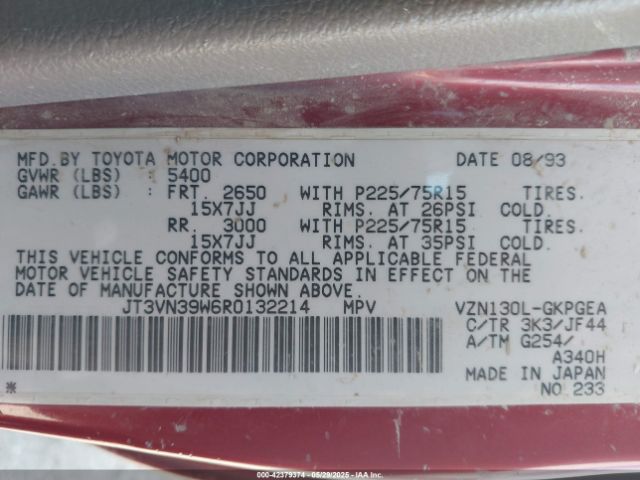 MFD.BY TOYOTA MOTOR CORPORATION DATE 08/93
GVWR (LBS) : 5400
GAWR (LBS) : FRT. 2650 WITH P225/75R15 TIRES.
15X7JJ RIMS. AT 26PSI COLD.
RR. 3000 WITH P225/75R15 TIRES.
15X7JJ RIMS. AT 35PSI COLD.
THIS VEHICLE CONFORMS TO ALL APPLICABLE FEDERAL
MOTOR VEHICLE SAFETY STANDARDS IN EFFECT ON THE
DATE OF MANUFACTURE SHOWN ABOVE.
JT3VN39W6R0132214 MPV VZN130L-GKPGEA
C/TR 3K3/JF44
A/TM G254/
A340H
MADE IN JAPAN
* NO 233
000-42379374 - 05/29/2025 - IAA Inc.